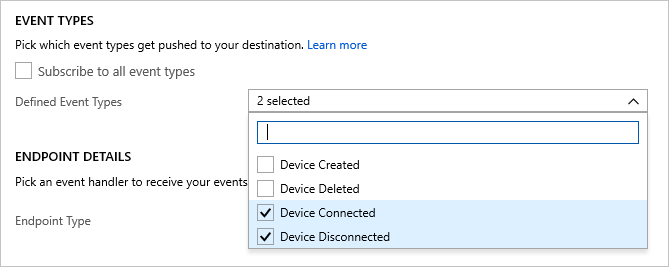 EVENT TYPES
Pick which event types get pushed to your destination. Learn more
Subscribe to all event types
Defined Event Types
2 selected
Device Created
Device Deleted
Device Connected
Device Disconnected
ENDPOINT DETAILS
Pick an event handler to receive your events
Endpoint Type